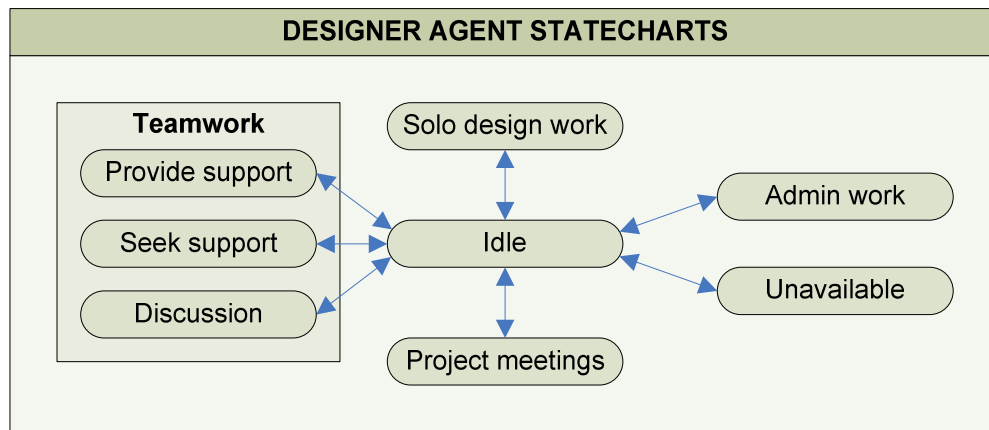 DESIGNER AGENT STATECHARTS
Teamwork
Provide support
Seek support
Discussion
Solo design work
Idle
Project meetings
Admin work
Unavailable